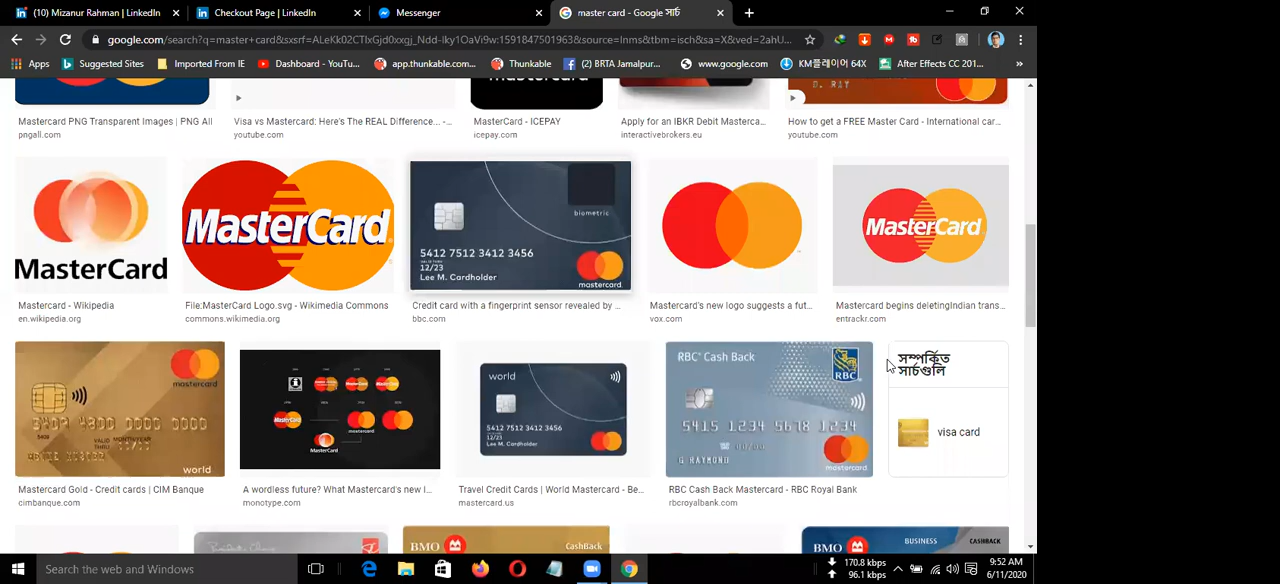 (10) Mizanur Rahman | LinkedIn
Checkout Page | LinkedIn
Messenger
master card - Google সার্চ
google.com/search?q=master+card&sxsrf=ALeKk02CTlxGjd0xxgj_Ndd-Iky1OaVi9w:1591847501963&source=lnms&tbm=isch&sa=X&ved=2ahU...
Apps
Suggested Sites
Imported From IE
Dashboard - YouTu...
app.thunkable.com...
Thunkable
(2) BRTA Jamalpur...
www.google.com
KM플레이어 64X
After Effects CC 201...
»
mastercard
D. RAY
Mastercard PNG Transparent Images | PNG All
pngall.com
Visa vs Mastercard: Here's The REAL Difference... -...
youtube.com
MasterCard - ICEPAY
icepay.com
Apply for an IBKR Debit Masterca...
interactivebrokers.eu
How to get a FREE Master Card - International car...
youtube.com
MasterCard
MasterCard
biometric
5412 7512 3412 3456
12/23
Lee M. Cardholder
mastercard
MasterCard
Mastercard - Wikipedia
en.wikipedia.org
File:MasterCard Logo.svg - Wikimedia Commons
commons.wikimedia.org
Credit card with a fingerprint sensor revealed by ...
bbc.com
Mastercard's new logo suggests a fut...
vox.com
Mastercard begins deletingIndian trans...
entrackr.com
mastercard
world
MasterCard
world
5412 7512 3412 3456
12/23
RBC® Cash Back
RBC
5415 1234 5678 1234
G RAYMOND
mastercard
সম্পর্কিত
সার্চগুলি
visa card
Mastercard Gold - Credit cards | CIM Banque
cimbanque.com
A wordless future? What Mastercard's new l...
monotype.com
Travel Credit Cards | World Mastercard - Be...
mastercard.us
RBC Cash Back Mastercard - RBC Royal Bank
rbcroyalbank.com
BMO
CashBack
BMO
BUSINESS
CASHBACK
Search the web and Windows
170.8 kbps
96.1 kbps
9:52 AM
6/11/2020